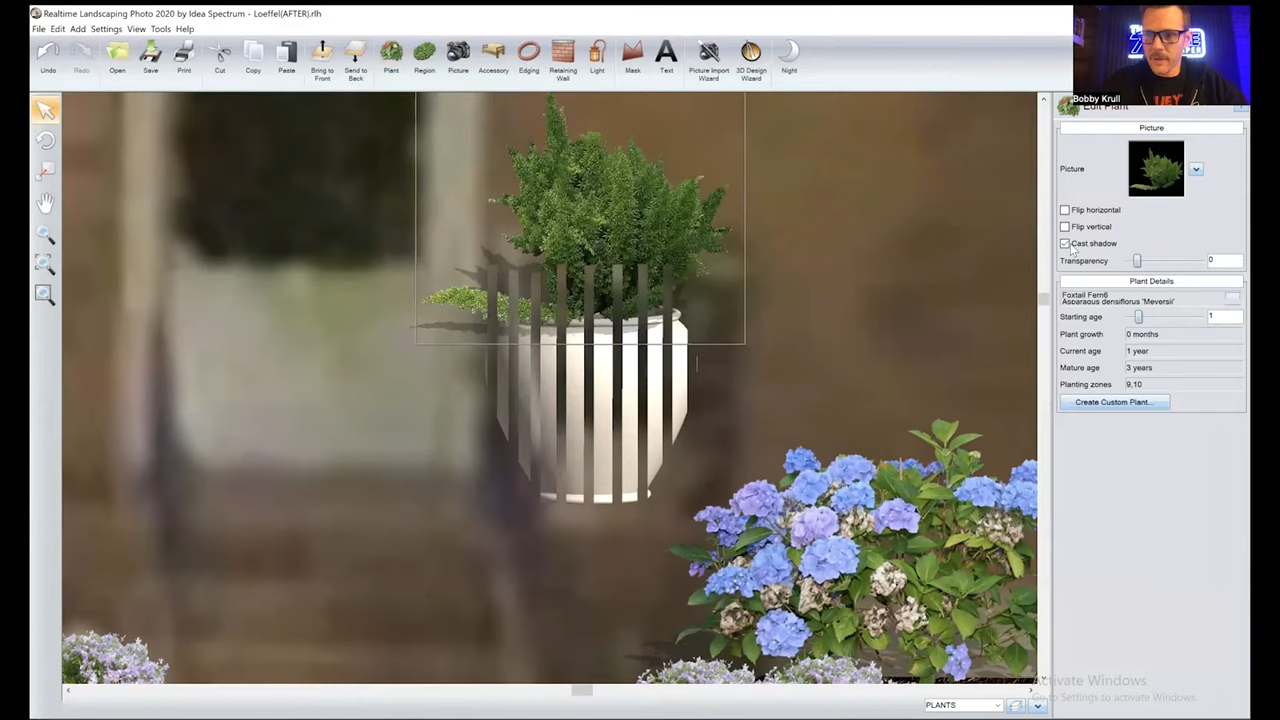 Realtime Landscaping Photo 2020 by Idea Spectrum - Loeffel(AFTER).rlh
File Edit Add Settings View Tools Help
Undo Redo Open Save Print Cut Copy Paste Bring to Front Send to Back Plant Region Picture Accessory Edging Retaining Wall Light Mask Text Picture Import Wizard 3D Design Wizard Night
Bobby Krull
Edit Plant
Picture
Picture
Flip horizontal
Flip vertical
Cast shadow
Transparency 0
Plant Details
Foxtail Fern6
Asparagus densiflorus 'Meyersii'
Starting age 1
Plant growth 0 months
Current age 1 year
Mature age 3 years
Planting zones 9,10
Create Custom Plant...
Activate Windows
Go to Settings to activate Windows.
PLANTS